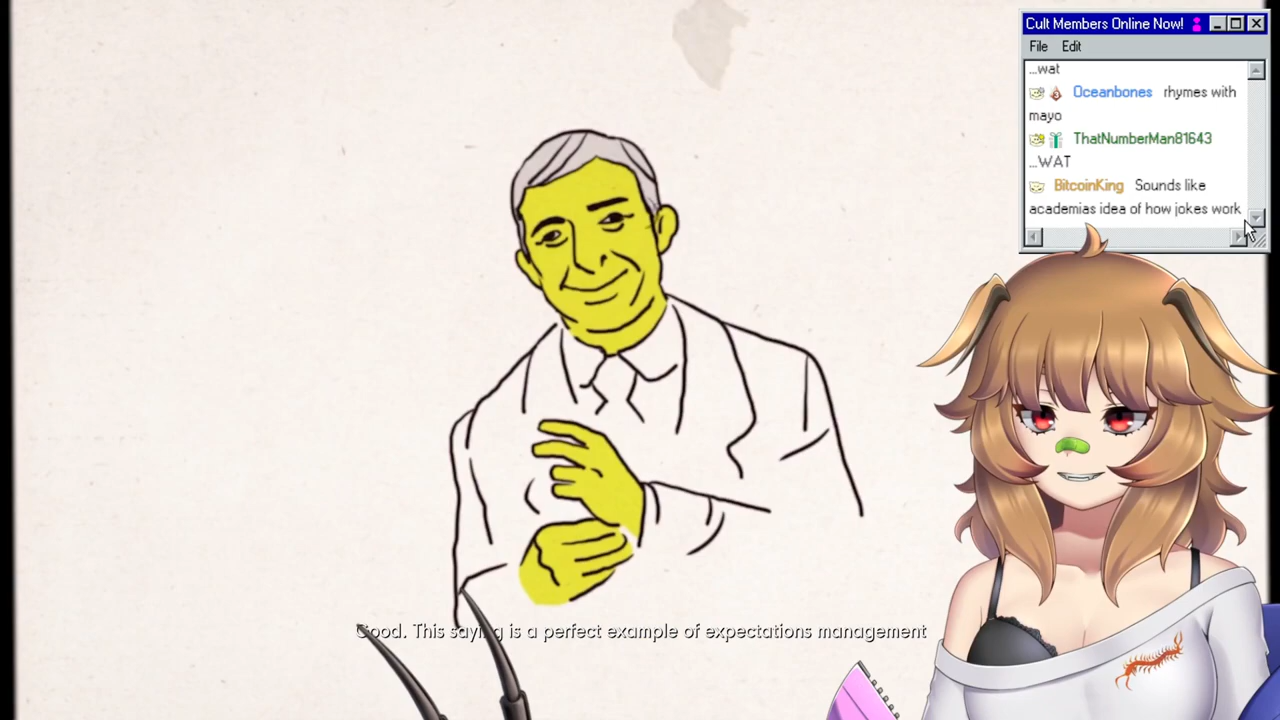 Cult Members Online Now!
File Edit
...wat
Oceanbones rhymes with
mayo
ThatNumberMan81643
...WAT
BitcoinKing Sounds like
academias idea of how jokes work
Good. This saying is a perfect example of expectations management